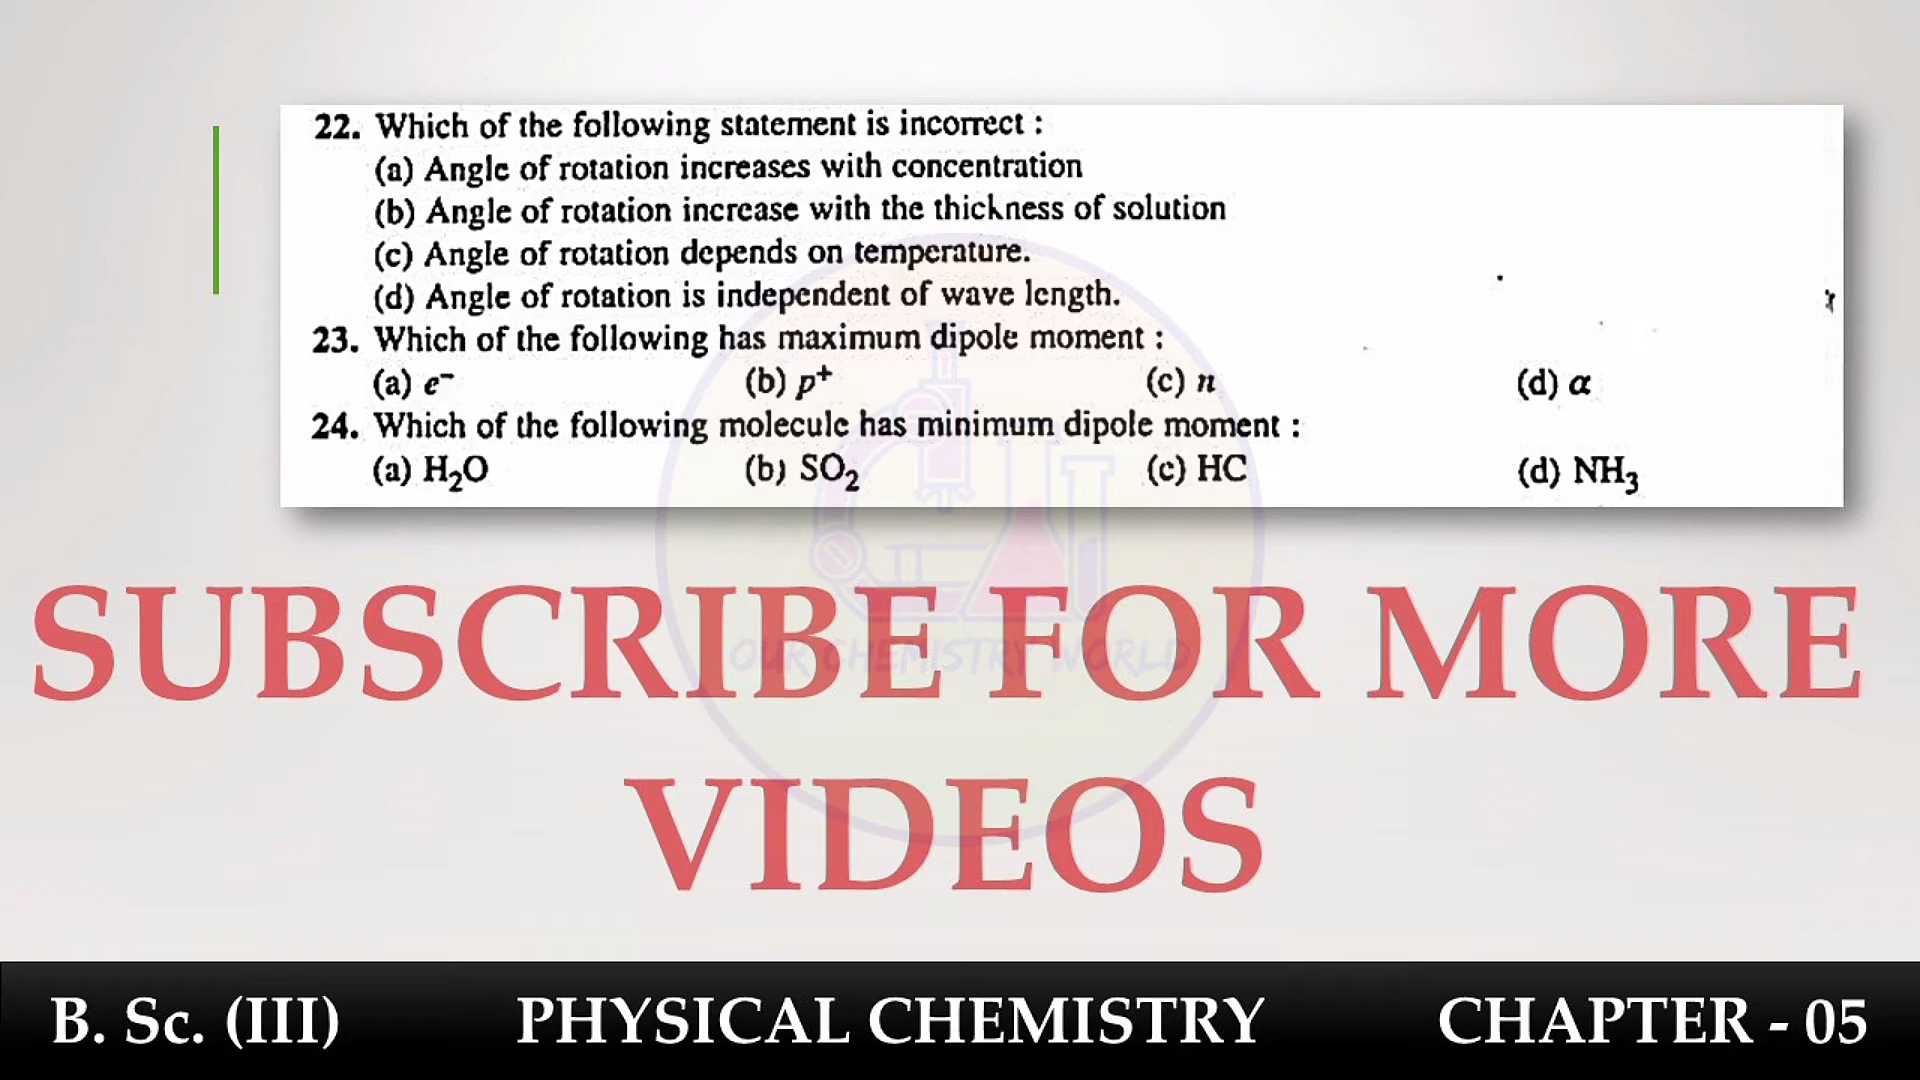 22. Which of the following statement is incorrect :
(a) Angle of rotation increases with concentration
(b) Angle of rotation increase with the thickness of solution
(c) Angle of rotation depends on temperature.
(d) Angle of rotation is independent of wave length.
23. Which of the following has maximum dipole moment :
(a) e⁻ (b) p⁺ (c) n (d) α
24. Which of the following molecule has minimum dipole moment :
(a) H₂O (b) SO₂ (c) HC (d) NH₃
SUBSCRIBE FOR MORE
OUR CHEMISTRY WORLD
VIDEOS
B. Sc. (III) PHYSICAL CHEMISTRY CHAPTER - 05